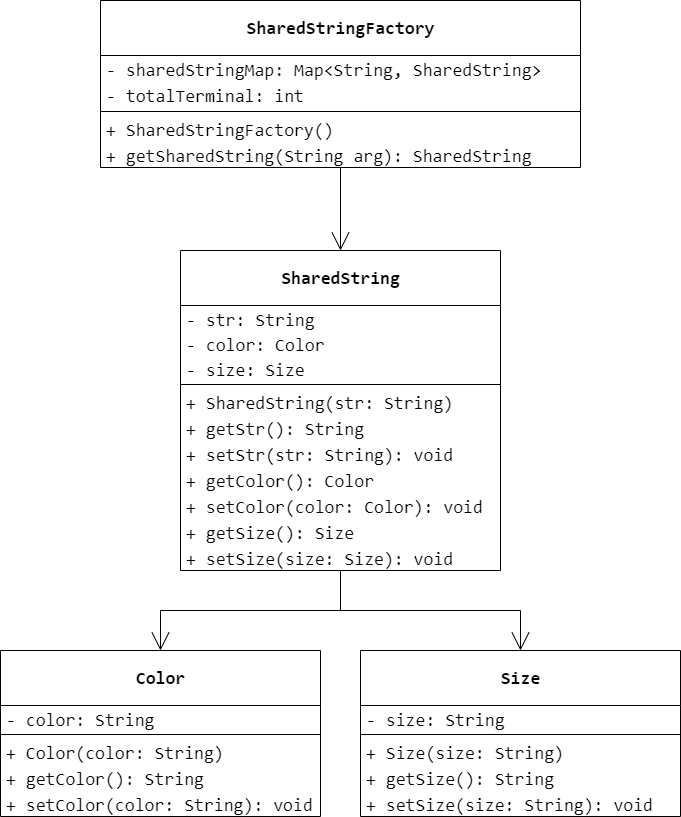 SharedStringFactory
- sharedStringMap: Map<String, SharedString>
- totalTerminal: int
+ SharedStringFactory()
+ getSharedString(String arg): SharedString
SharedString
- str: String
- color: Color
- size: Size
+ SharedString(str: String)
+ getStr(): String
+ setStr(str: String): void
+ getColor(): Color
+ setColor(color: Color): void
+ getSize(): Size
+ setSize(size: Size): void
Color
- color: String
+ Color(color: String)
+ getColor(): String
+ setColor(color: String): void
Size
- size: String
+ Size(size: String)
+ getSize(): String
+ setSize(size: String): void